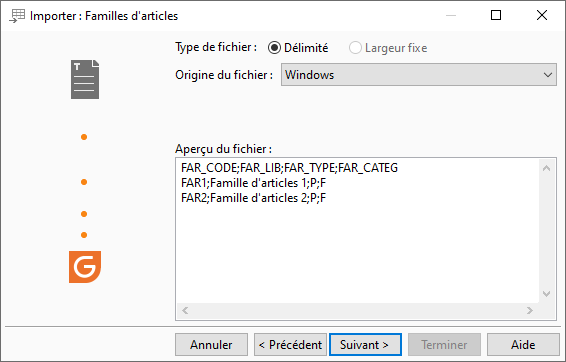 Importer : Familles d'articles
Type de fichier : Délimité Largeur fixe
Origine du fichier : Windows
Aperçu du fichier :
FAR_CODE;FAR_LIB;FAR_TYPE;FAR_CATEG
FAR1;Famille d'articles 1;P;F
FAR2;Famille d'articles 2;P;F
Annuler < Précédent Suivant > Terminer Aide